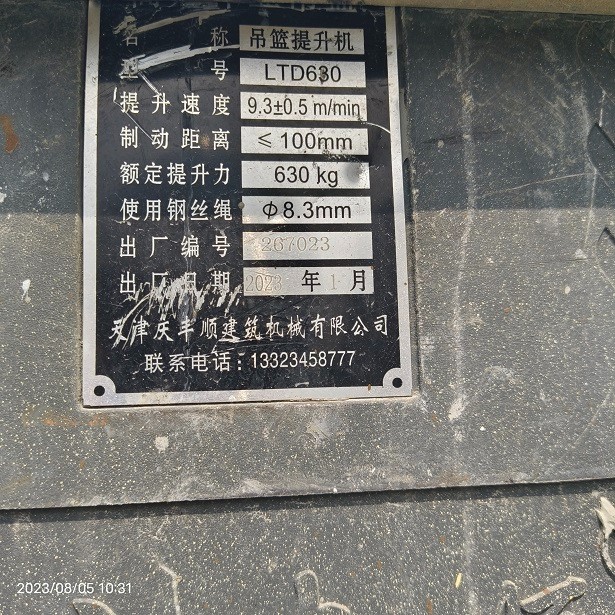 名 称 吊篮提升机
型 号 LTD630
提升速度 9.3±0.5 m/min
制动距离 ≤100mm
额定提升力 630 kg
使用钢丝绳 Φ8.3mm
出厂编号 267023
出厂日期 2023 年 1 月
天津庆丰顺建筑机械有限公司
联系电话：13323458777
2023/08/05 10:31